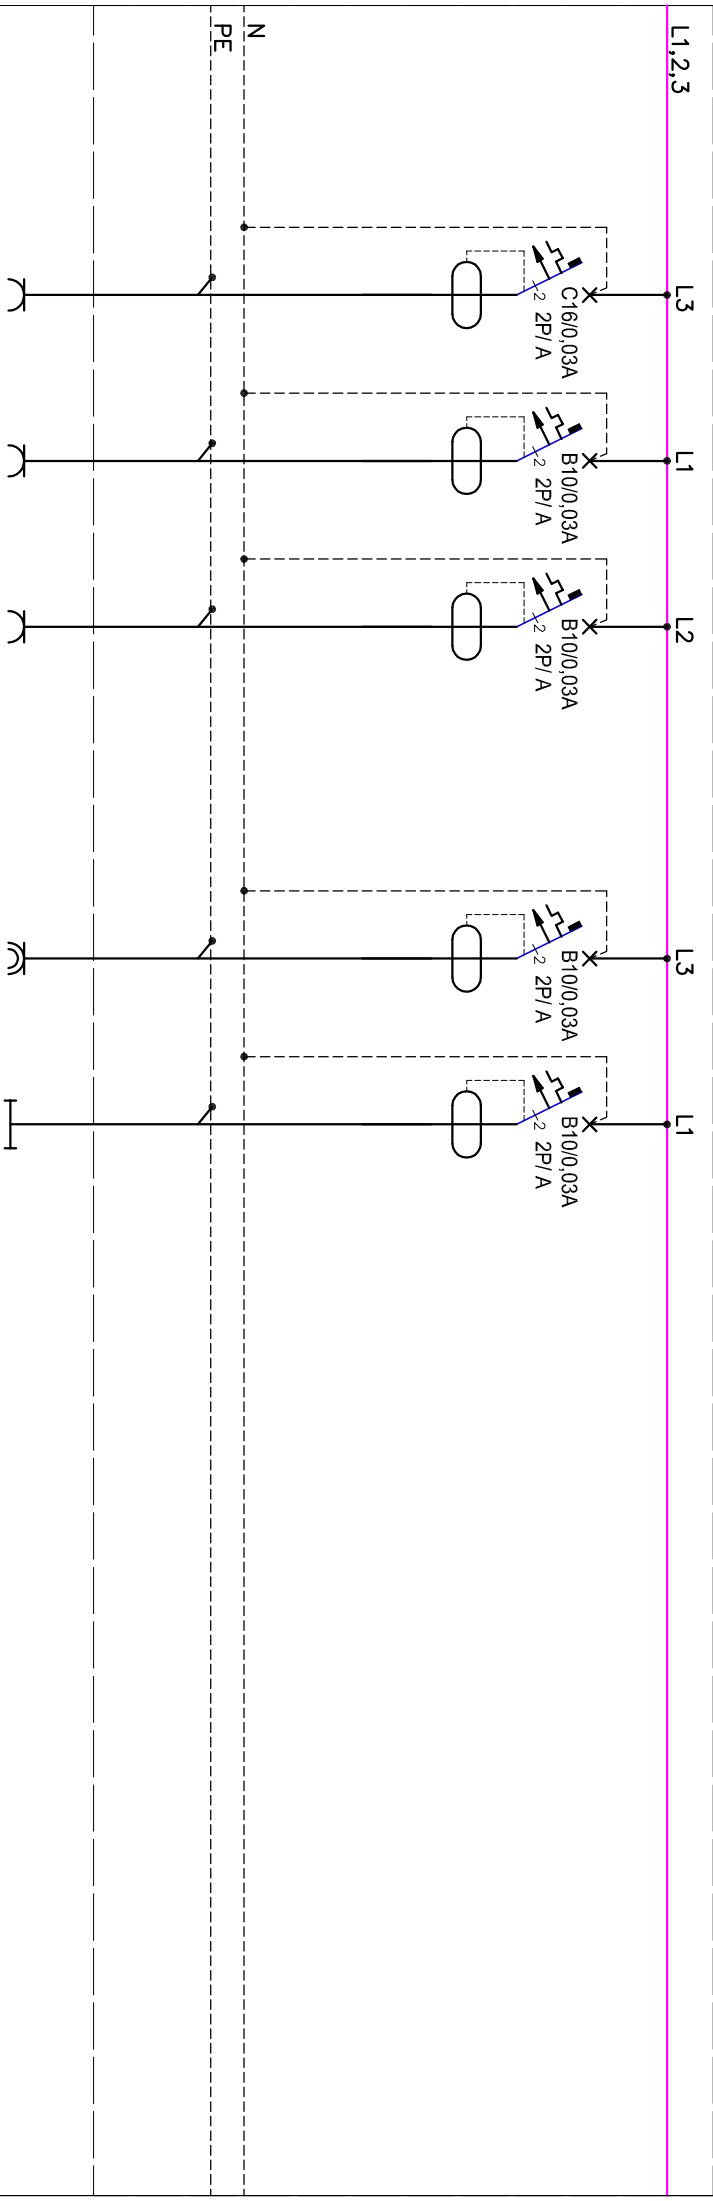 L1,2,3
L3
C16/0,03A
2 2P/ A
L1
B10/0,03A
2 2P/ A
L2
B10/0,03A
2 2P/ A
L3
B10/0,03A
2 2P/ A
L1
B10/0,03A
2 2P/ A
N
PE